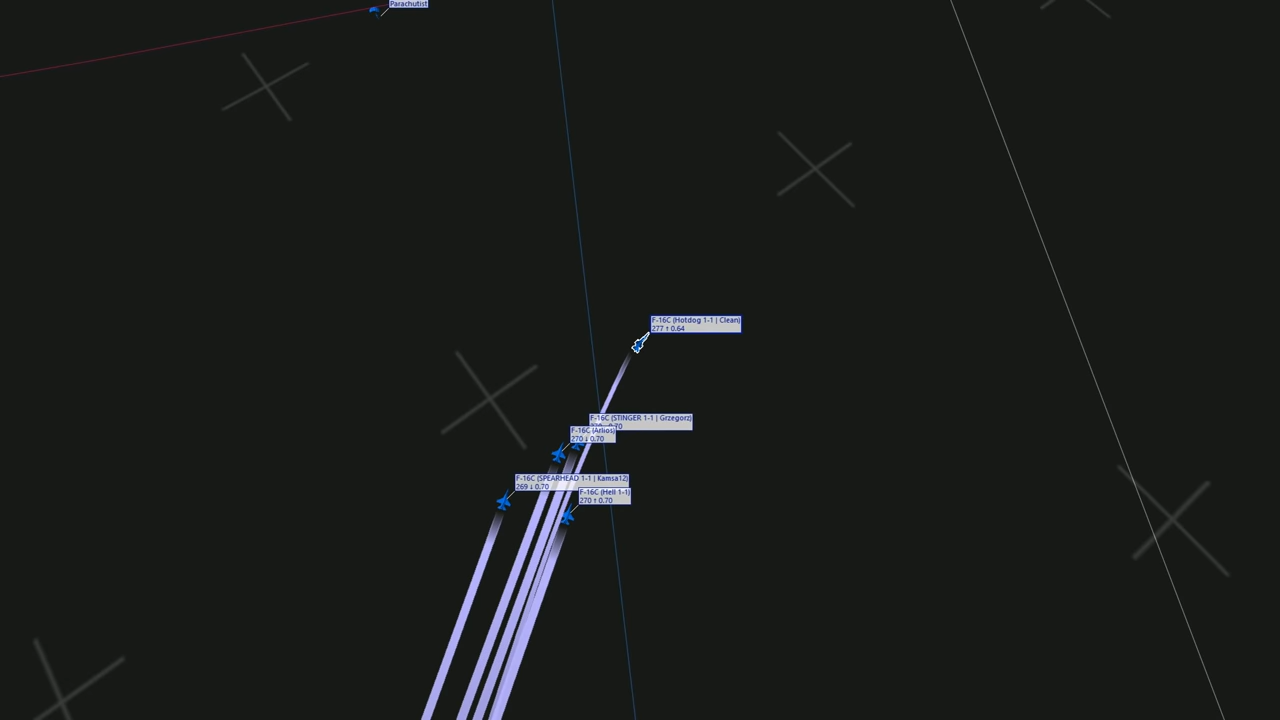 Parachutist
F-16C (Hotdog 1-1 | Clean)
277 ↑ 0.64
F-16C (STINGER 1-1 | Grzegorz)
F-16C (Arlios)
270 ↓ 0.70
F-16C (SPEARHEAD 1-1 | Kamsa12)
269 ↓ 0.70
F-16C (Hell 1-1)
270 ↑ 0.70